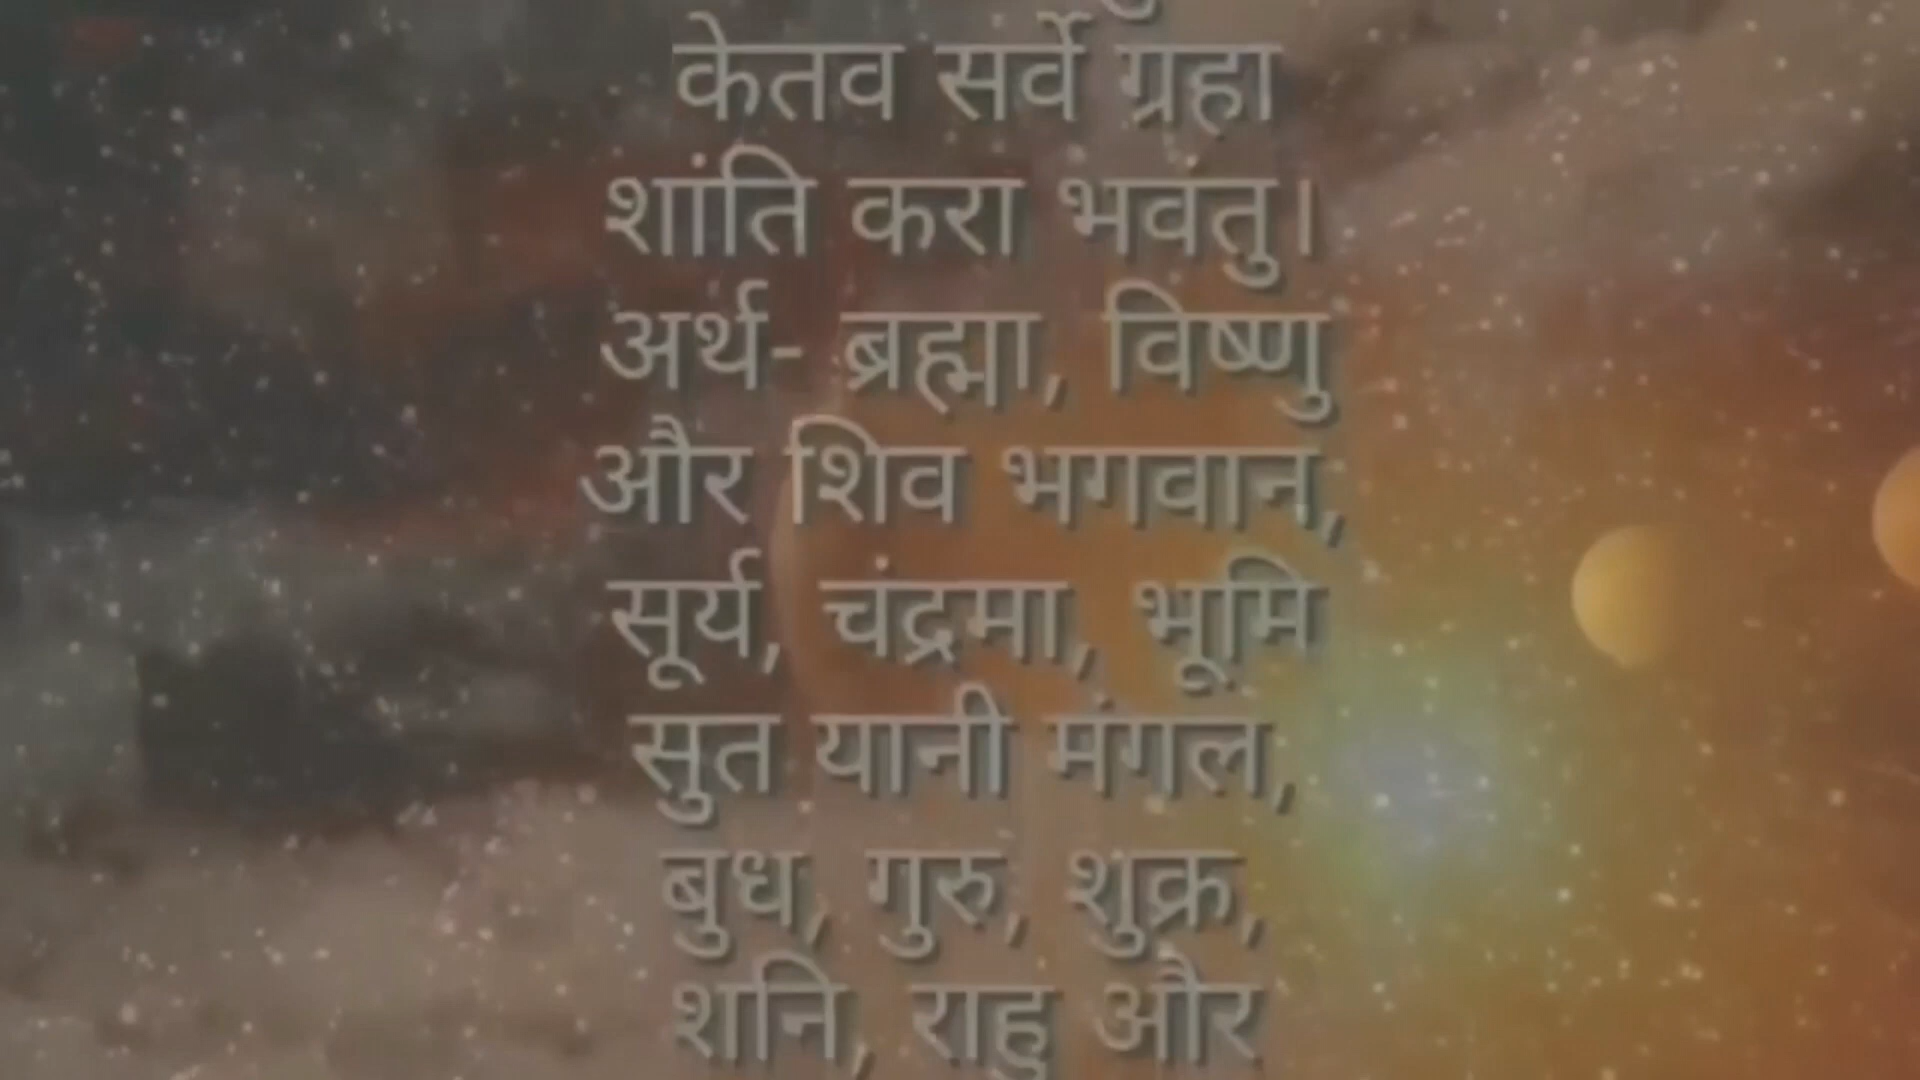 केतव सर्वे ग्रहा
शांति करा भवंतु।
अर्थ- ब्रह्मा, विष्णु
और शिव भगवान,
सूर्य, चंद्रमा, भूमि
सुत यानी मंगल,
बुध, गुरु, शुक्र,
शनि, राहु और